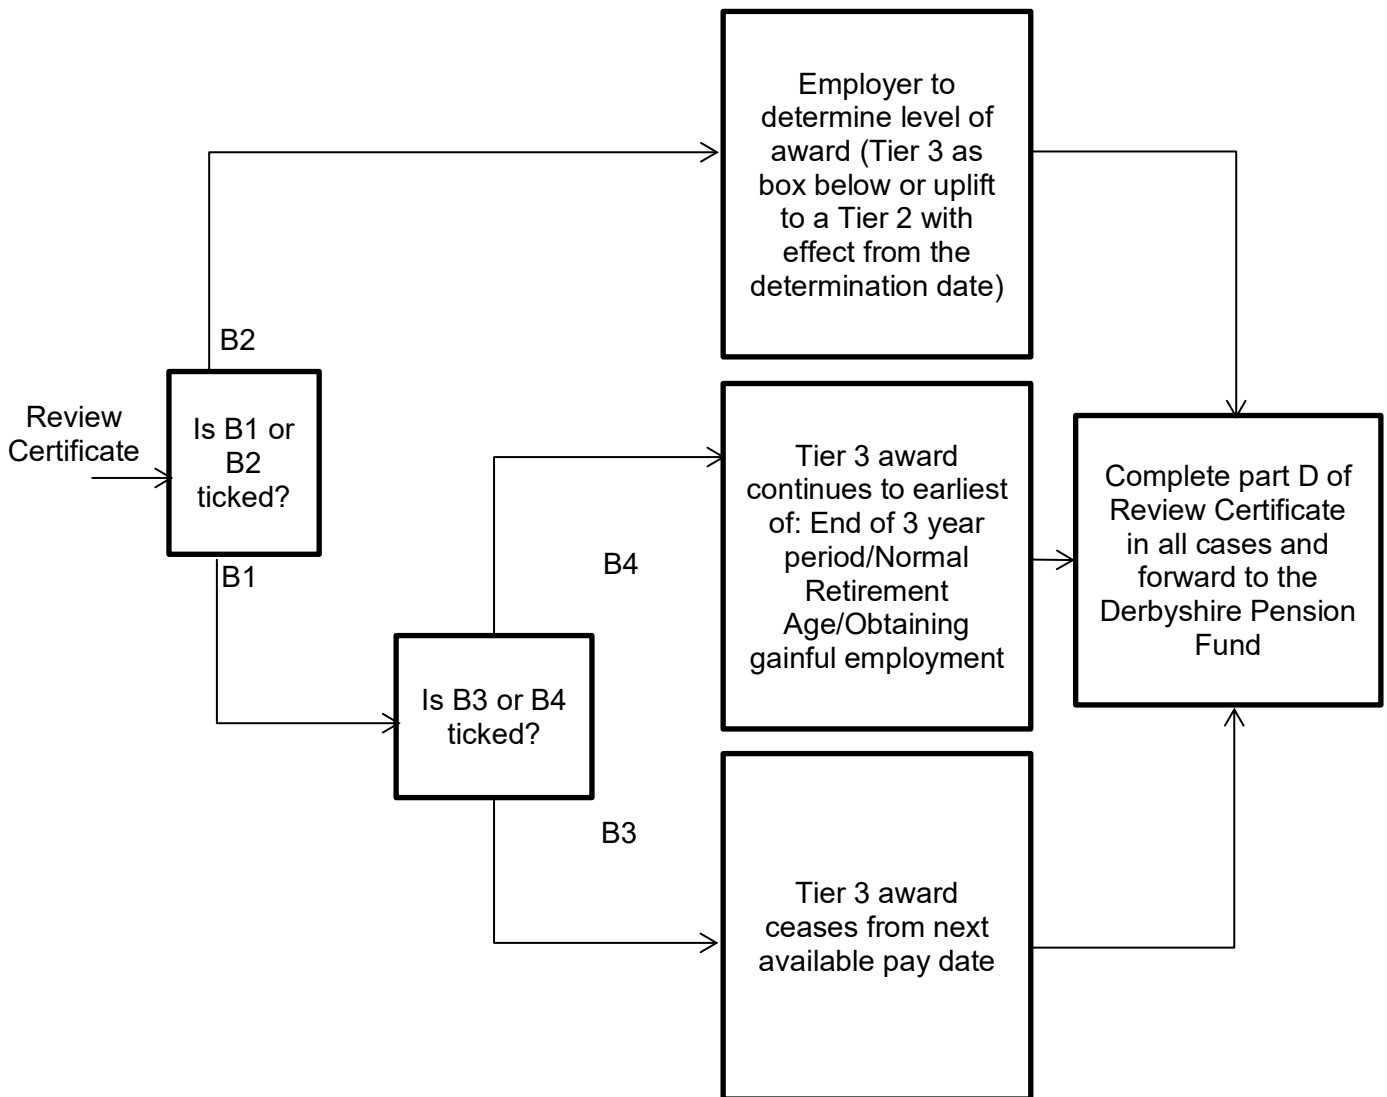 Employer to
determine level of
award (Tier 3 as
box below or uplift
to a Tier 2 with
effect from the
determination date)
B2
Review
Certificate
Is B1 or
B2
ticked?
B1
B4
Tier 3 award
continues to earliest
of: End of 3 year
period/Normal
Retirement
Age/Obtaining
gainful employment
Complete part D of
Review Certificate
in all cases and
forward to the
Derbyshire Pension
Fund
Is B3 or B4
ticked?
B3
Tier 3 award
ceases from next
available pay date